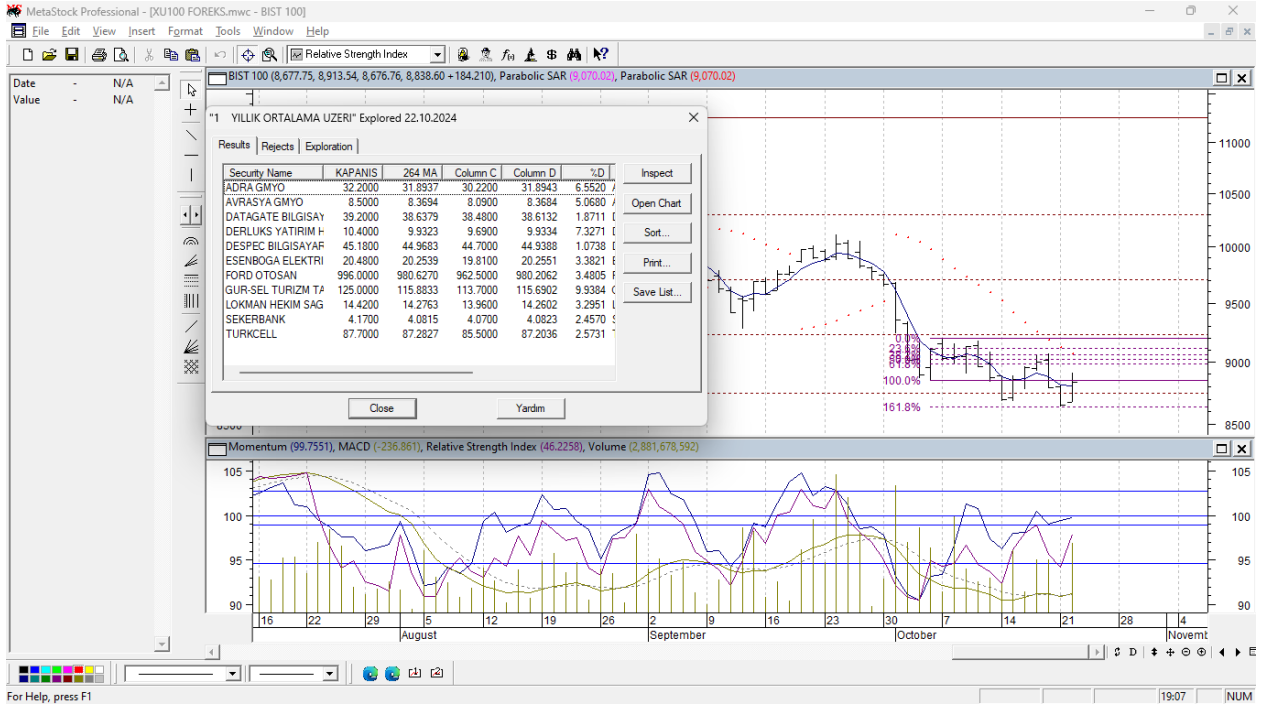 MetaStock Professional - [XU100 FOREKS.mwc - BIST 100]
File Edit View Insert Format Tools Window Help
Relative Strength Index
Date - N/A
Value - N/A
BIST 100 (8,677.75, 8,913.54, 8,676.76, 8,838.60 +184.210), Parabolic SAR (9,070.02), Parabolic SAR (9,070.02)
"1 YILLIK ORTALAMA UZERI" Explored 22.10.2024
Results Rejects Exploration
Security Name KAPANIS 264 MA Column C Column D %D
ADRA GMYO 32.2000 31.8937 30.2200 31.8943 6.5520
AVRASYA GMYO 8.5000 8.3694 8.0900 8.3684 5.0680
DATAGATE BILGISAY 39.2000 38.6379 38.4800 38.6132 1.8711
DERLUKS YATIRIM H 10.4000 9.9323 9.6900 9.9334 7.3271
DESPEC BILGISAYAR 45.1800 44.9683 44.7000 44.9388 1.0738
ESENBOGA ELEKTRI 20.4800 20.2539 19.8100 20.2551 3.3821
FORD OTOSAN 996.0000 980.6270 962.5000 980.2062 3.4805
GUR-SEL TURIZM TA 125.0000 115.8833 113.7000 115.6902 9.9384
LOKMAN HEKIM SAG 14.4200 14.2763 13.9600 14.2602 3.2951
SEKERBANK 4.1700 4.0815 4.0700 4.0823 2.4570
TURKCELL 87.7000 87.2827 85.5000 87.2036 2.5731
Inspect
Open Chart
Sort...
Print...
Save List...
Close Yardım
11000
10500
10000
9500
9000
8500
0.0%
23.6%
61.8%
100.0%
161.8%
8500
Momentum (99.7551), MACD (-236.861), Relative Strength Index (46.2258), Volume (2,881,678,592)
105 105
100 100
95 95
90 90
16 22 29 5 12 19 26 2 9 16 23 30 7 14 21 28 4
August September October Novemb
D
For Help, press F1
19:07 NUM